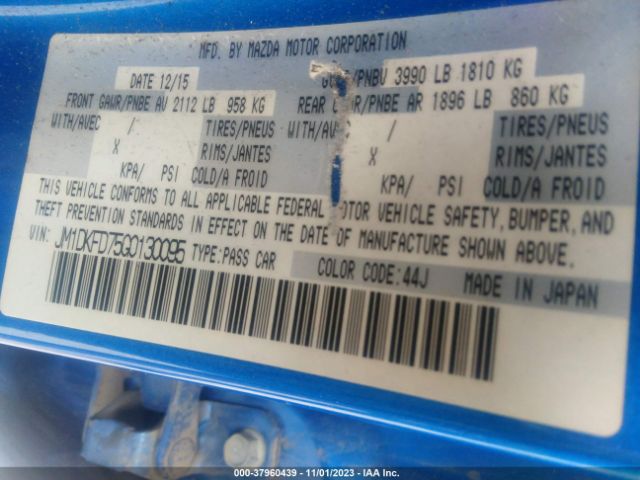 MFD. BY MAZDA MOTOR CORPORATION
DATE 12/15 /PNBV 3990 LB 1810 KG
FRONT GAWR/PNBE AV 2112 LB 958 KG REAR /PNBE AR 1896 LB 860 KG
WITH/AVEC / TIRES/PNEUS WITH/AVEC / TIRES/PNEUS
X RIMS/JANTES X RIMS/JANTES
KPA/ PSI COLD/A FROID KPA/ PSI COLD/A FROID
THIS VEHICLE CONFORMS TO ALL APPLICABLE FEDERAL VEHICLE SAFETY, BUMPER, AND
THEFT PREVENTION STANDARDS IN EFFECT ON THE DATE OF MANUFACTURE SHOWN ABOVE.
VIN: JM1DKFD75G0130095 TYPE:PASS CAR COLOR CODE:44J MADE IN JAPAN
000-37960439 - 11/01/2023 - IAA Inc.